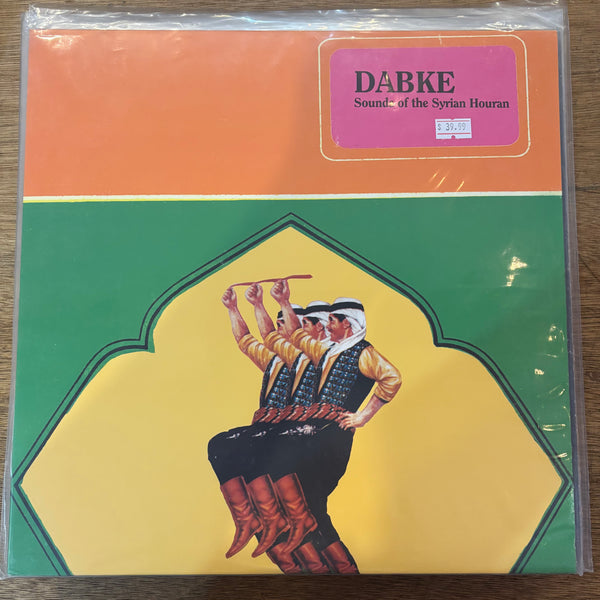 DABKE
Sounds of the Syrian Houran
$ 39.99